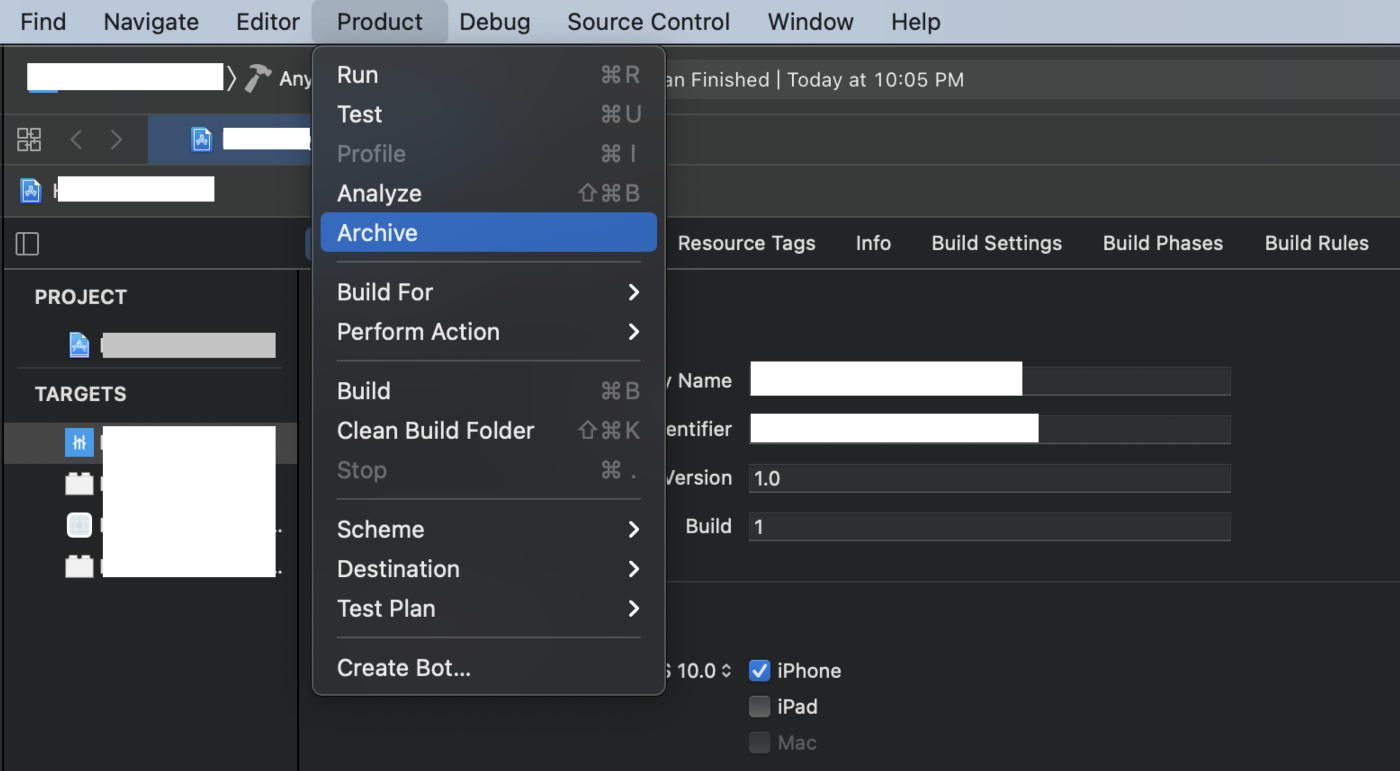 Find Navigate Editor Product Debug Source Control Window Help
Any
Finished | Today at 10:05 PM
Run ⌘R
Test ⌘U
Profile ⌘I
Analyze ⇧⌘B
Archive
Resource Tags Info Build Settings Build Phases Build Rules
PROJECT
Build For
Perform Action
TARGETS
Name
Build ⌘B
Clean Build Folder ⇧⌘K
Stop ⌘.
Version 1.0
Scheme
Build 1
Destination
Test Plan
Create Bot...
10.0 iPhone
iPad
Mac